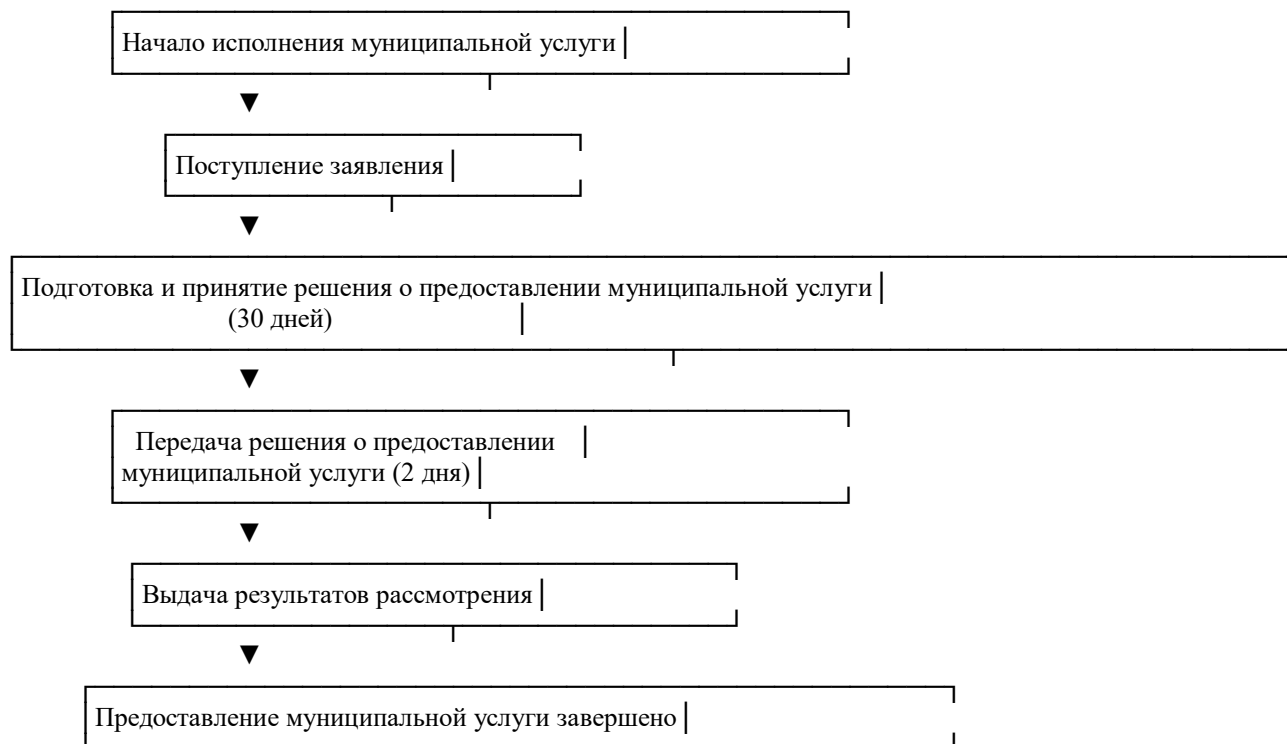 Начало исполнения муниципальной услуги
▼
Поступление заявления
▼
Подготовка и принятие решения о предоставлении муниципальной услуги
(30 дней)
▼
Передача решения о предоставлении
муниципальной услуги (2 дня)
▼
Выдача результатов рассмотрения
▼
Предоставление муниципальной услуги завершено